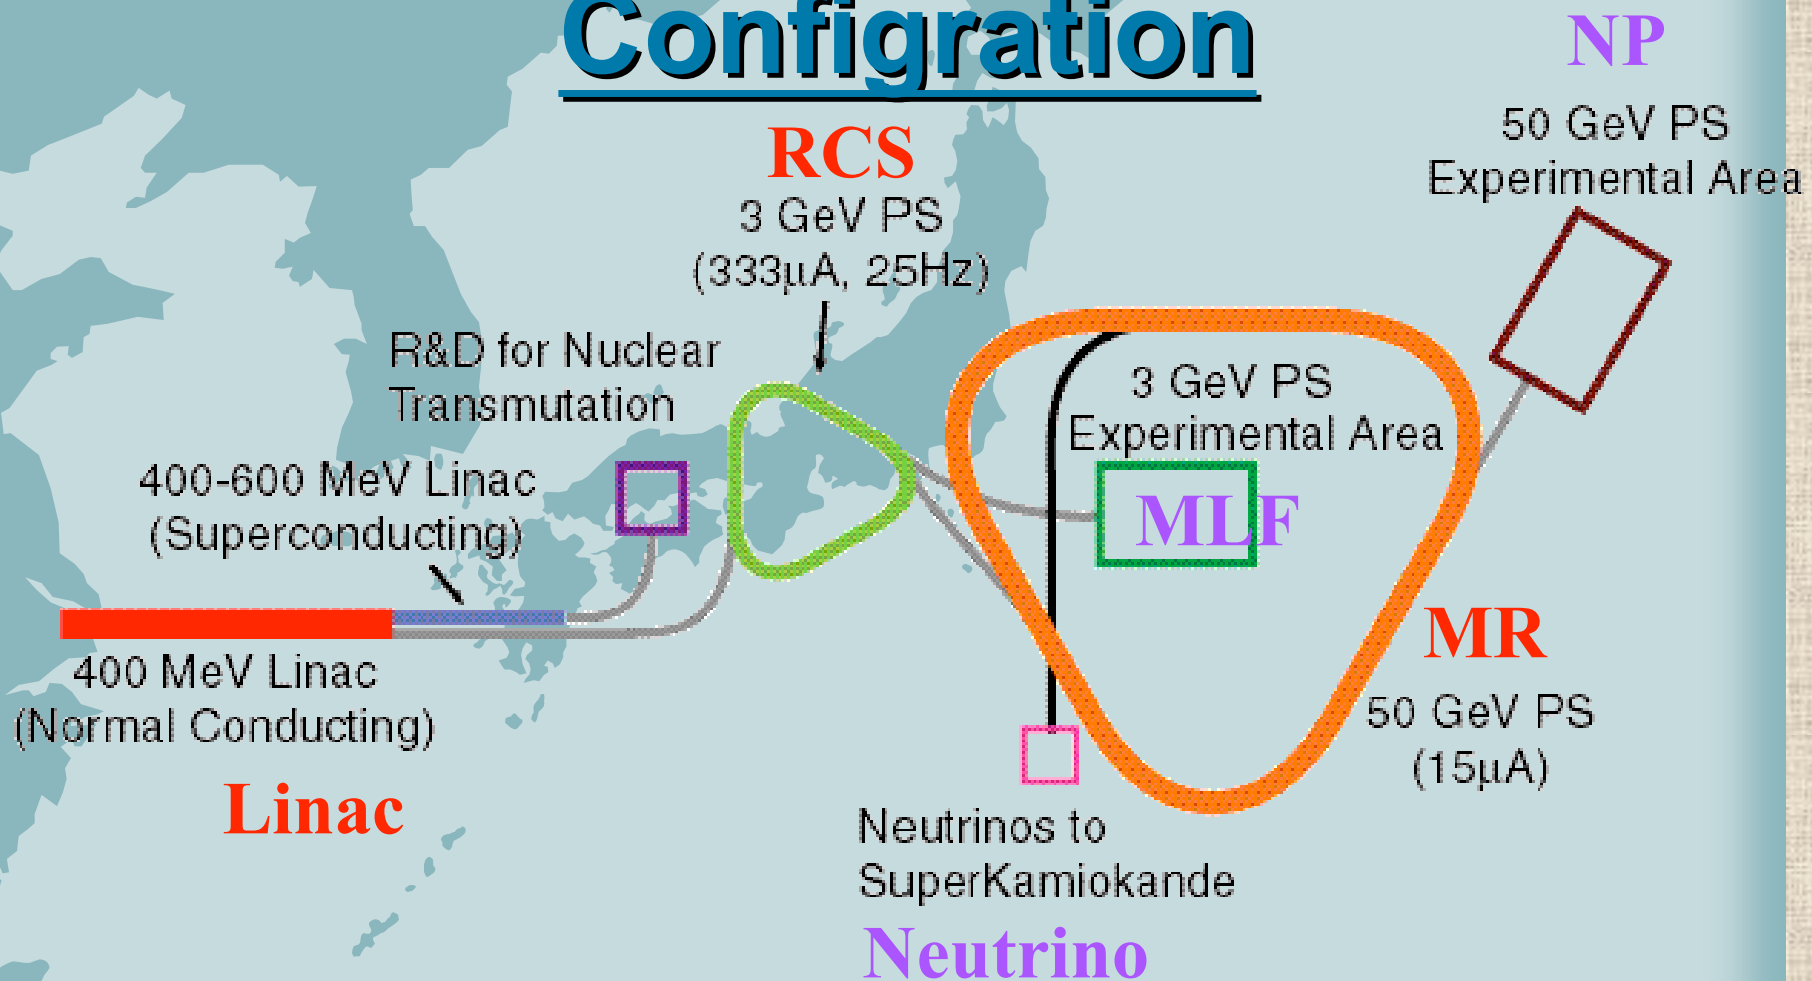 Configration
NP
50 GeV PS
Experimental Area
RCS
3 GeV PS
(333µA, 25Hz)
R&D for Nuclear
Transmutation
3 GeV PS
Experimental Area
MLF
400-600 MeV Linac
(Superconducting)
400 MeV Linac
(Normal Conducting)
Linac
MR
50 GeV PS
(15µA)
Neutrinos to
SuperKamiokande
Neutrino